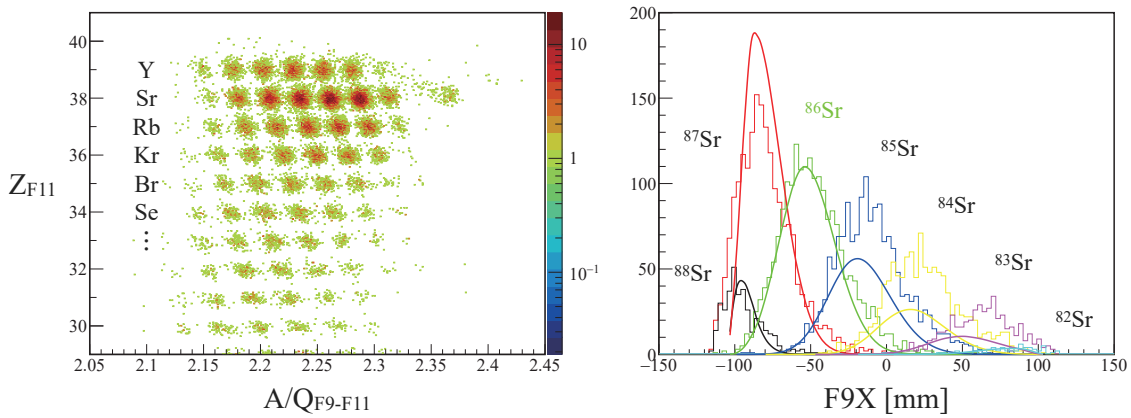 40
38
36
34
32
30
Y
Sr
Rb
Kr
Br
Se
Z_F11
2.05 2.1 2.15 2.2 2.25 2.3 2.35 2.4 2.45
A/Q_F9-F11
10
1
10⁻¹
200
150
100
50
0
⁸⁷Sr
⁸⁶Sr
⁸⁵Sr
⁸⁴Sr
⁸⁸Sr
⁸³Sr
⁸²Sr
−150 −100 −50 0 50 100 150
F9X [mm]